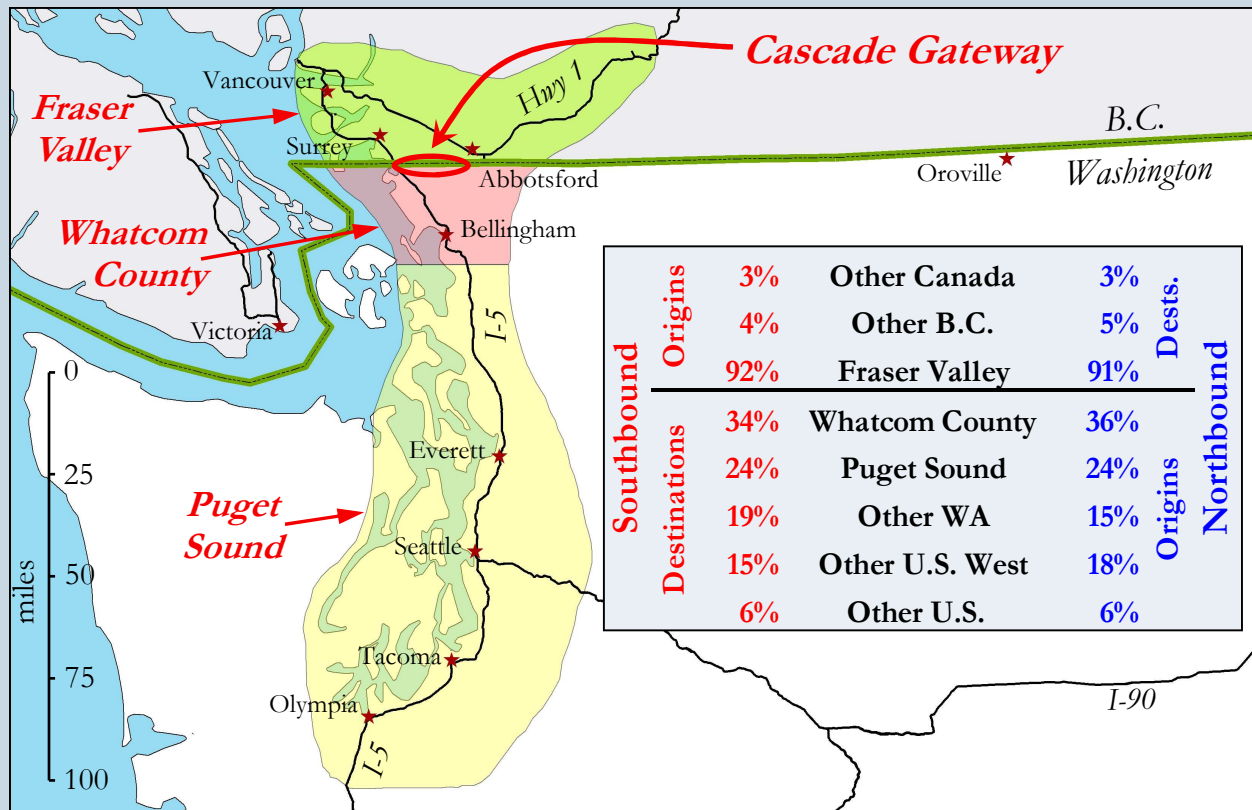 Cascade Gateway
Vancouver
Hwy 1
Fraser
Valley
Surrey
B.C.
Abbotsford
Oroville
Washington
Whatcom
County
Bellingham
Victoria
I-5
0
25
50
75
100
miles
Everett
Puget
Sound
Seattle
Tacoma
Olympia
I-5
I-90
Southbound
Origins
Destinations
3% Other Canada 3%
4% Other B.C. 5%
92% Fraser Valley 91%
34% Whatcom County 36%
24% Puget Sound 24%
19% Other WA 15%
15% Other U.S. West 18%
6% Other U.S. 6%
Dests.
Origins
Northbound